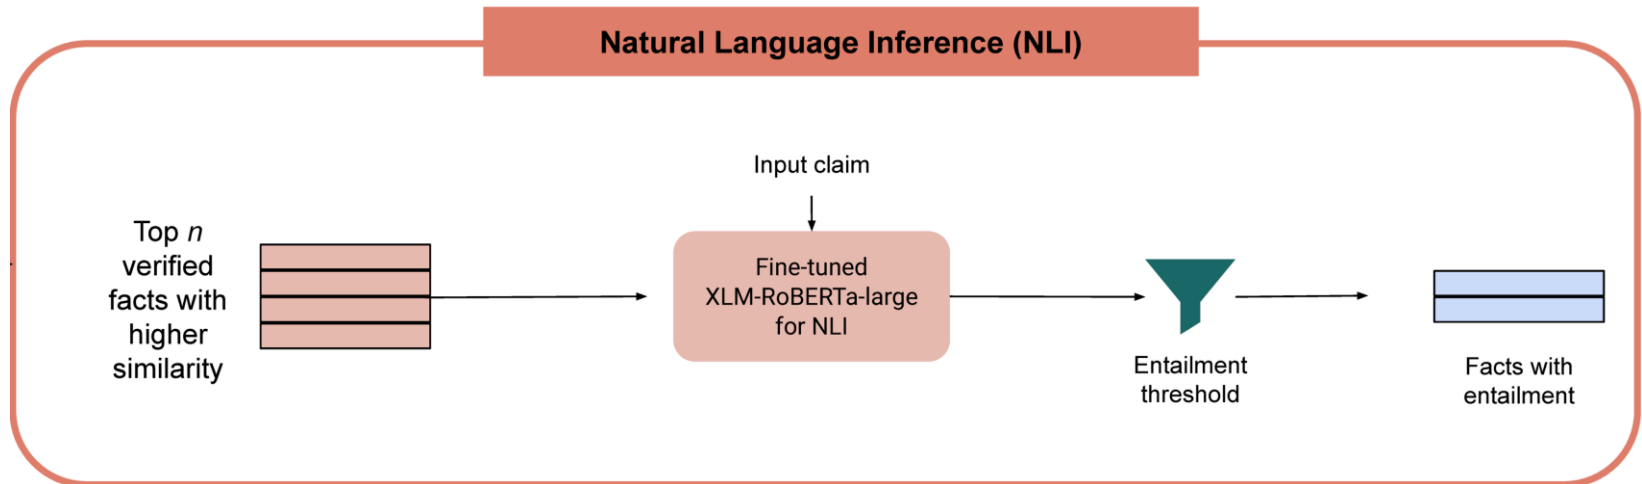 Natural Language Inference (NLI)
Input claim
Top n
verified
facts with
higher
similarity
Fine-tuned
XLM-RoBERTa-large
for NLI
Entailment
threshold
Facts with
entailment